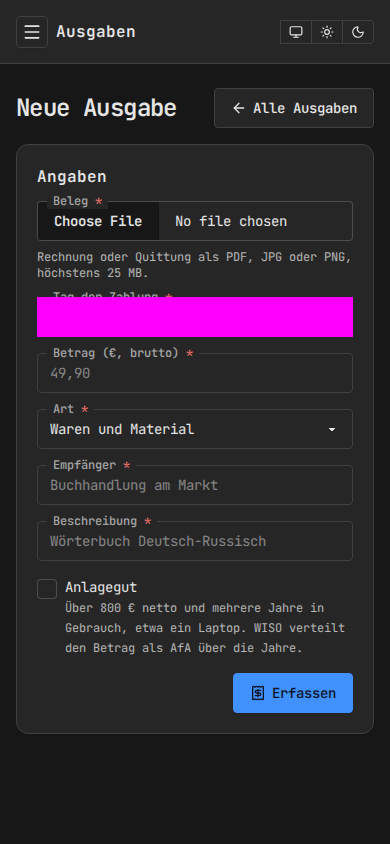 Ausgaben
Neue Ausgabe
Alle Ausgaben
Angaben
Beleg *
Choose File No file chosen
Rechnung oder Quittung als PDF, JPG oder PNG,
höchstens 25 MB.
Tag der Zahlung *
Betrag (€, brutto) *
49,90
Art *
Waren und Material
Empfänger *
Buchhandlung am Markt
Beschreibung *
Wörterbuch Deutsch-Russisch
Anlagegut
Über 800 € netto und mehrere Jahre in
Gebrauch, etwa ein Laptop. WISO verteilt
den Betrag als AfA über die Jahre.
Erfassen